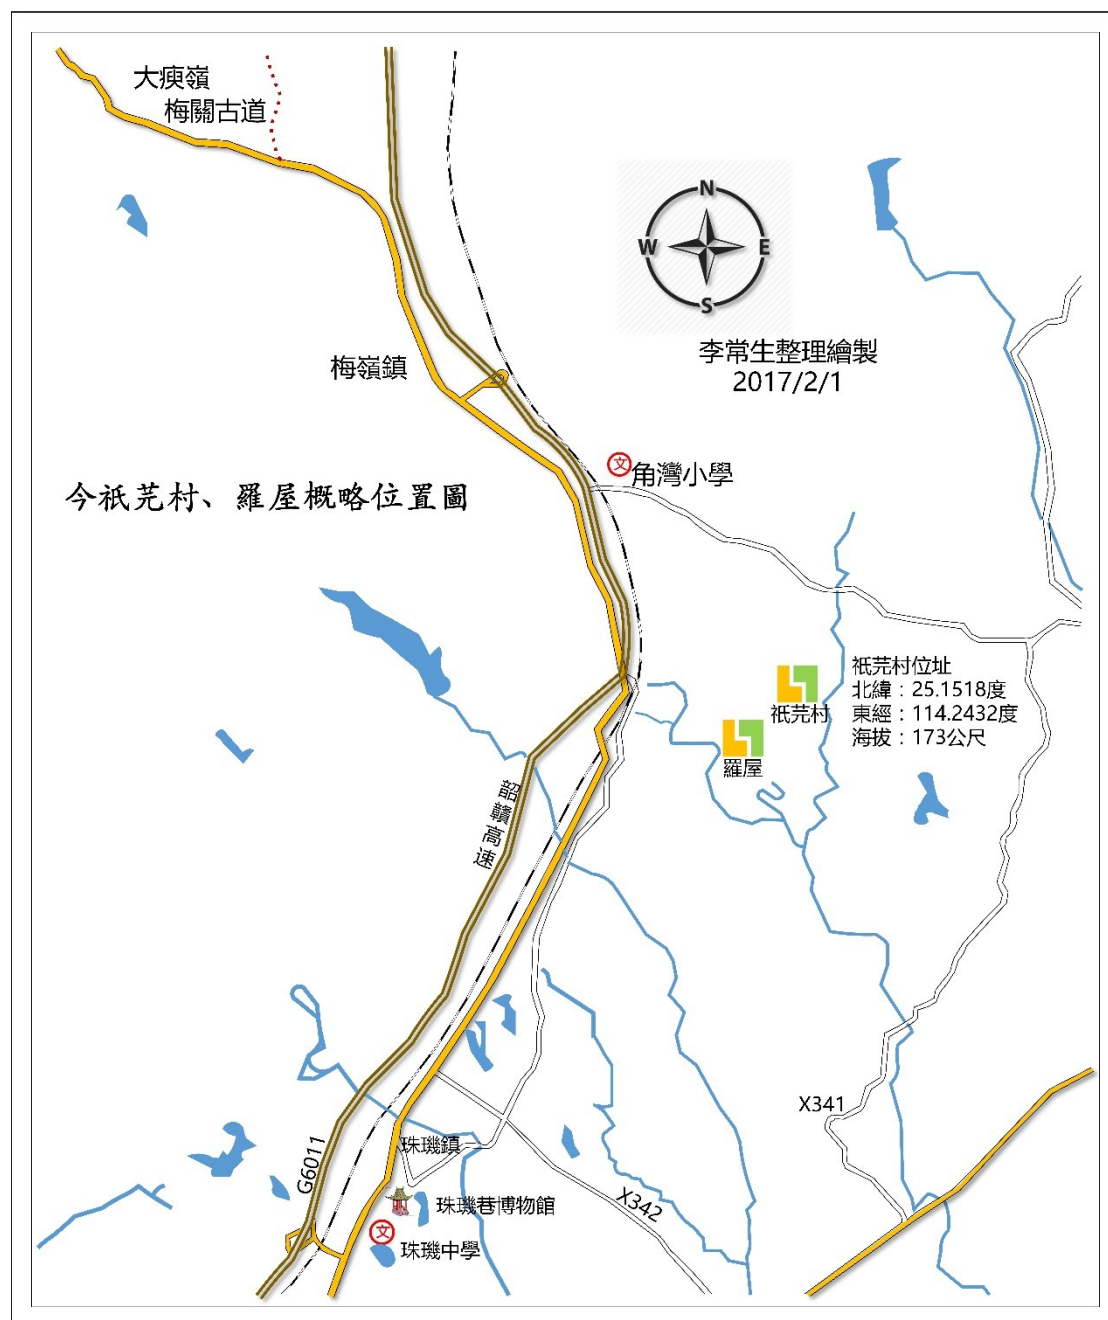 大瘐嶺
梅關古道
N
W
E
S
李常生整理繪製
2017/2/1
梅嶺鎮
文
角灣小學
今祇芫村、羅屋概略位置圖
祇芫村位址
北緯：25.1518度
東經：114.2432度
海拔：173公尺
祇芫村
羅屋
韶贛高速
X341
G6011
珠璣鎮
X342
珠璣巷博物館
文
珠璣中學